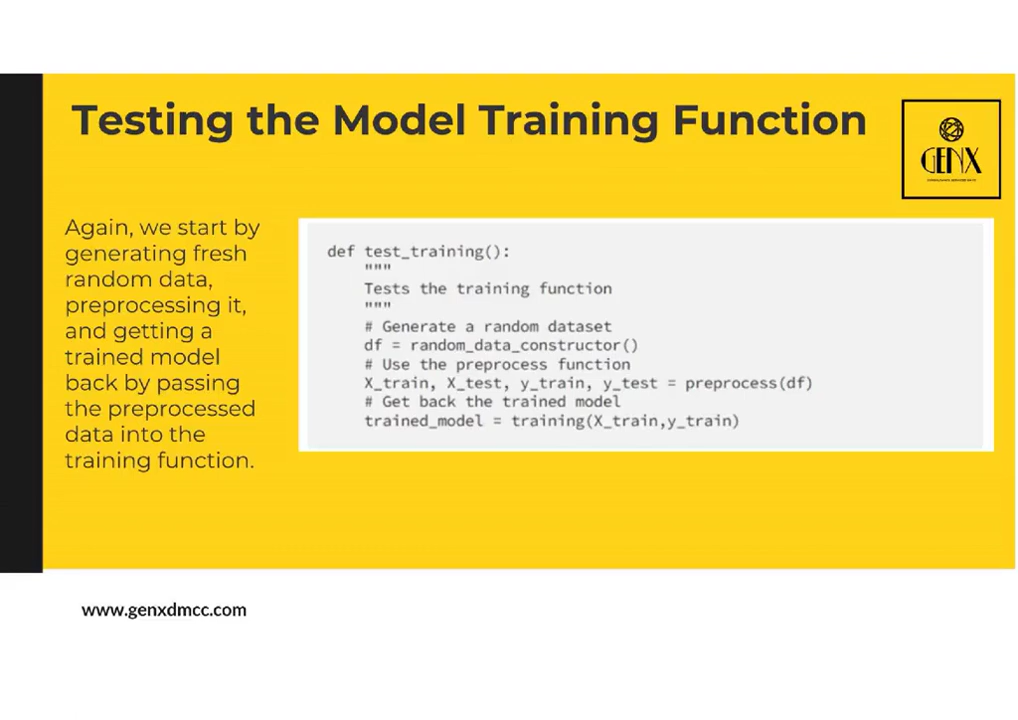 Testing the Model Training Function
GENX
Again, we start by
generating fresh
random data,
preprocessing it,
and getting a
trained model
back by passing
the preprocessed
data into the
training function.
def test_training():
    """
    Tests the training function
    """
    # Generate a random dataset
    df = random_data_constructor()
    # Use the preprocess function
    X_train, X_test, y_train, y_test = preprocess(df)
    # Get back the trained model
    trained_model = training(X_train,y_train)
www.genxdmcc.com